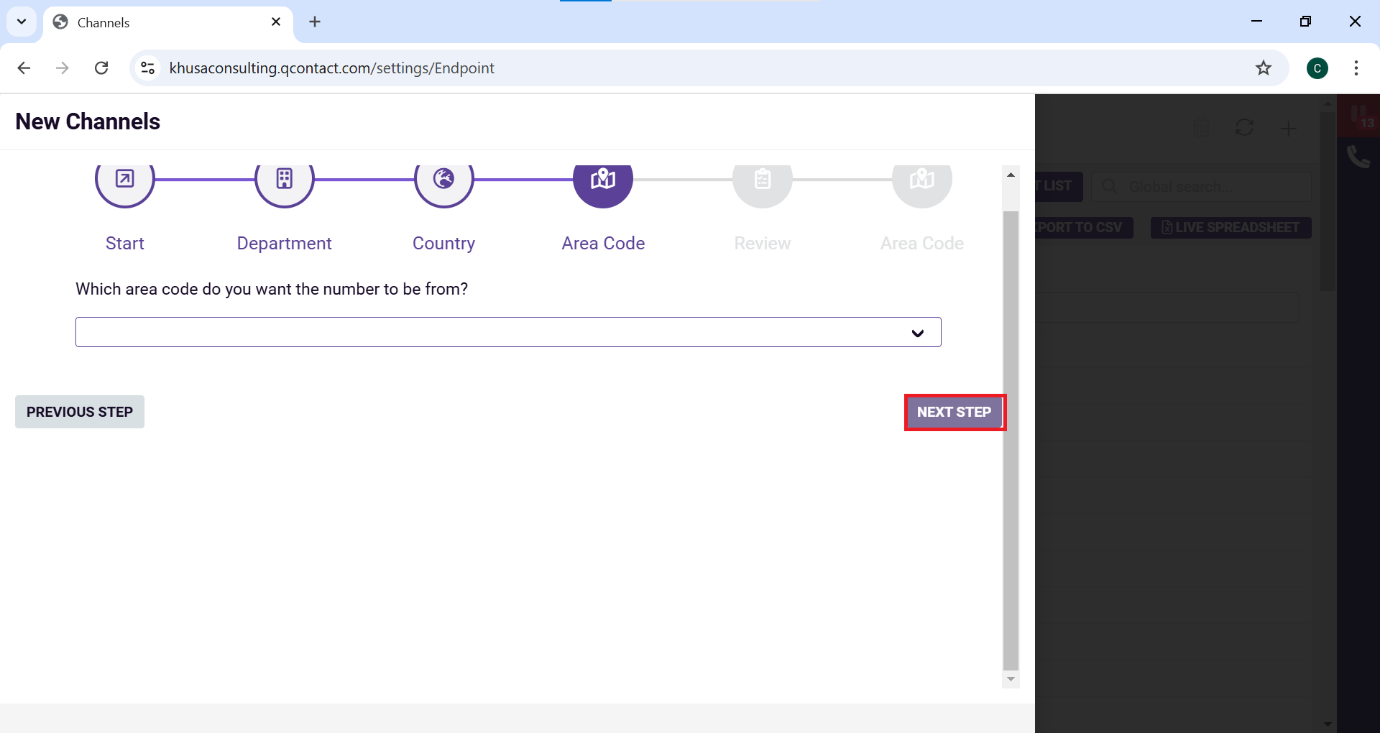 Channels
khusaconsulting.qcontact.com/settings/Endpoint
C
New Channels
13
Start
Department
Country
Area Code
Review
Area Code
T LIST
Global search...
PORT TO CSV
LIVE SPREADSHEET
Which area code do you want the number to be from?
PREVIOUS STEP
NEXT STEP